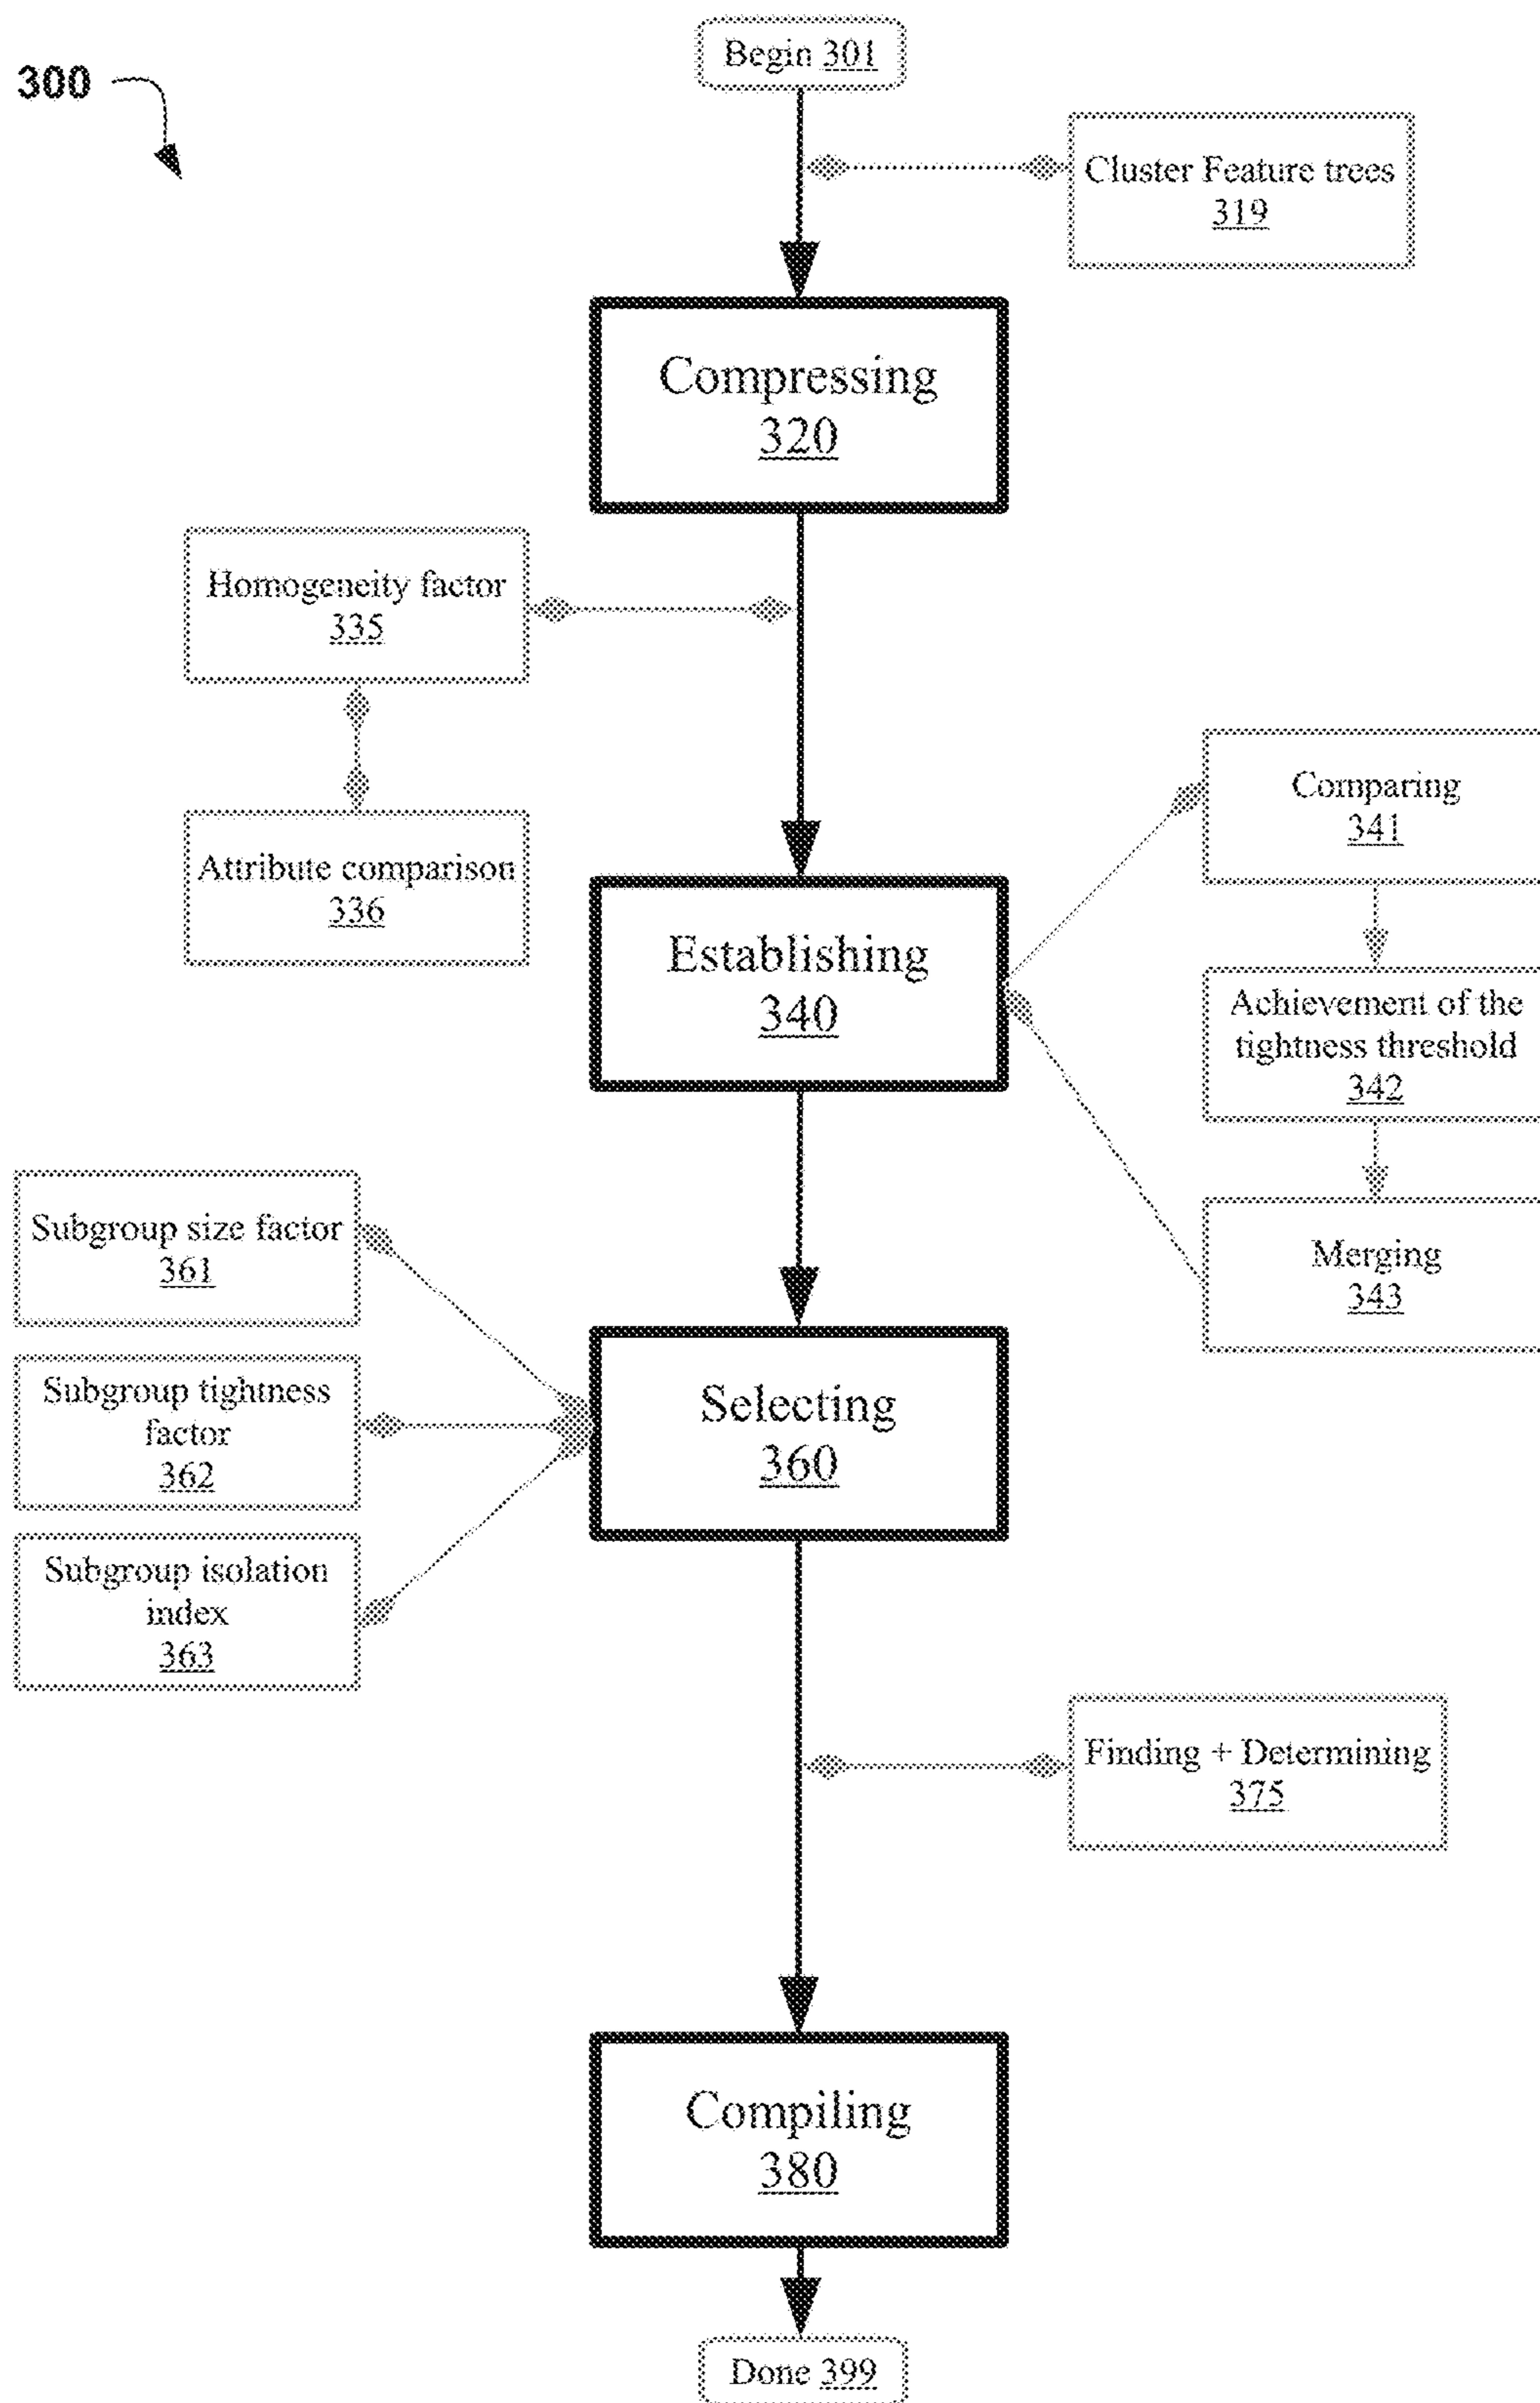 300
Begin 301
Cluster Feature trees
319
Compressing
320
Homogeneity factor
335
Attribute comparison
336
Comparing
341
Establishing
340
Achievement of the
tightness threshold
342
Merging
343
Subgroup size factor
361
Subgroup tightness
factor
362
Subgroup isolation
index
363
Selecting
360
Finding + Determining
375
Compiling
380
Done 399